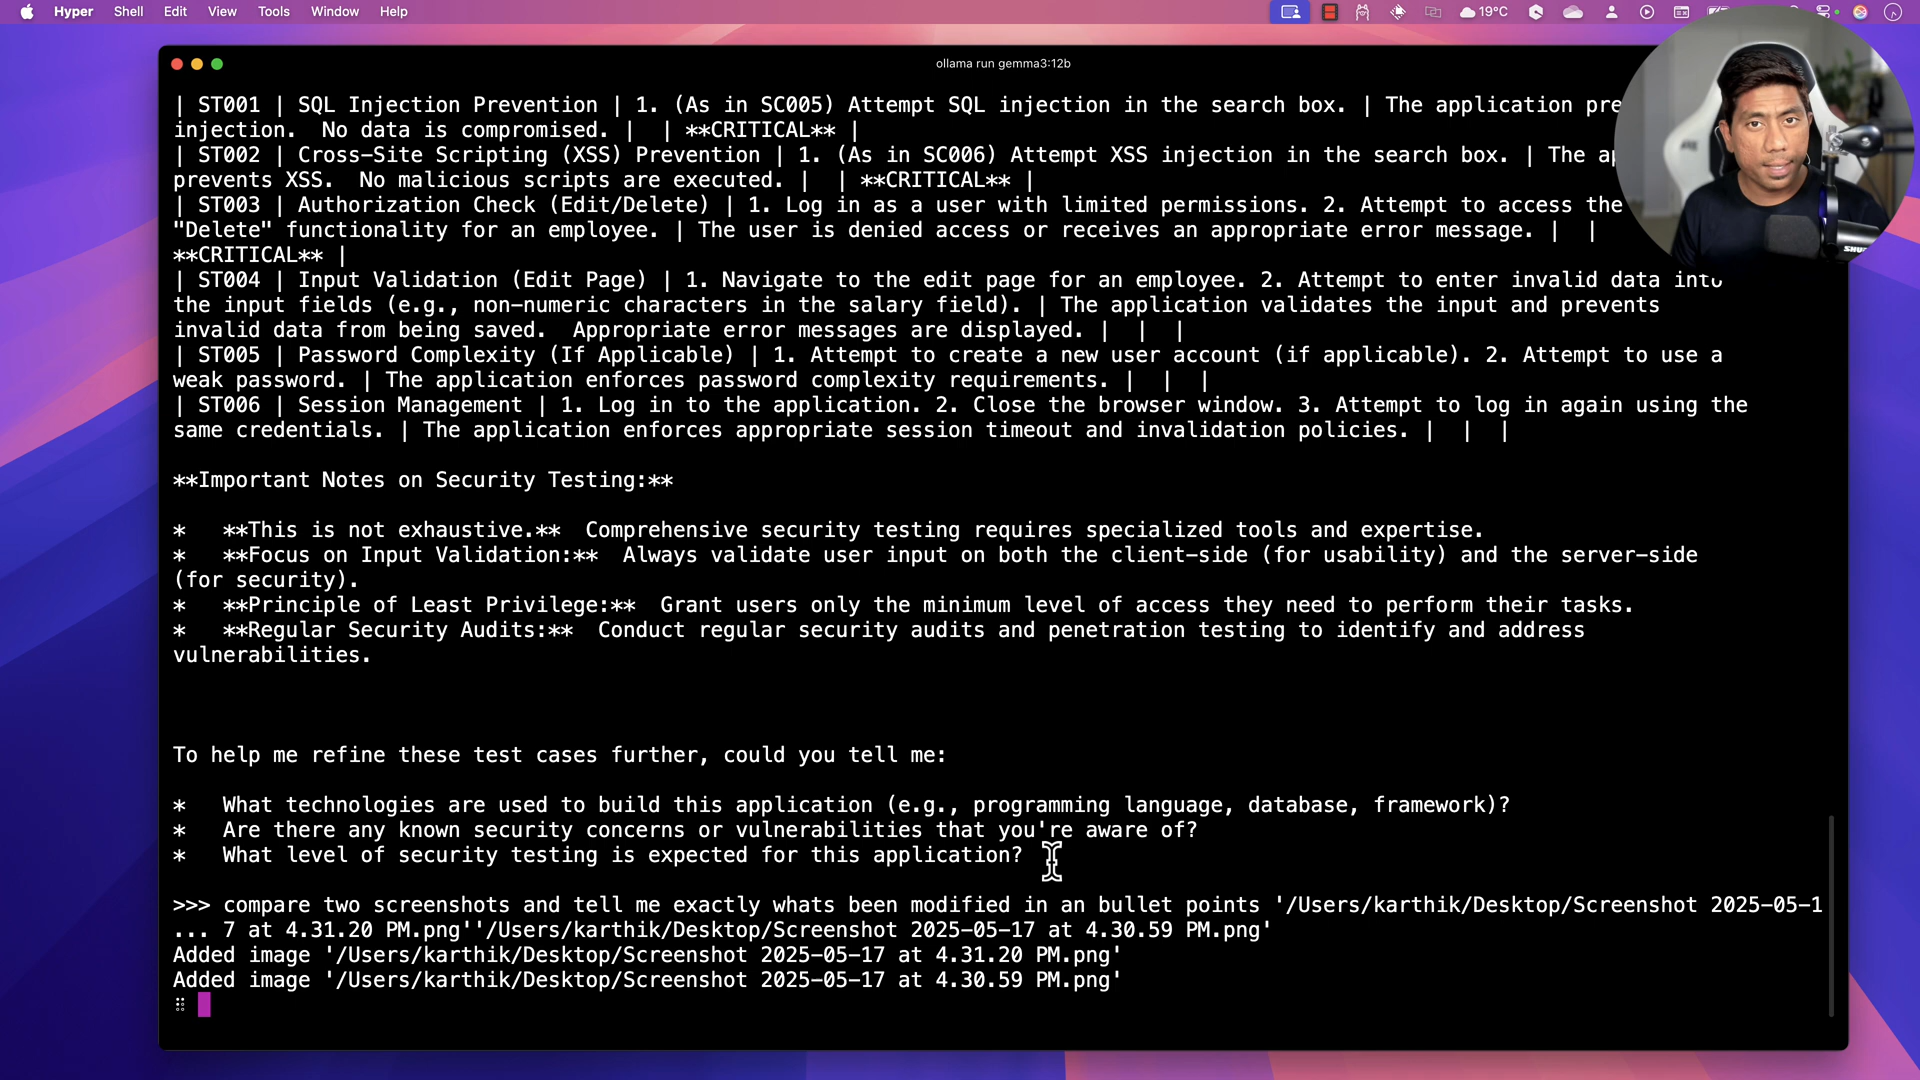 Hyper Shell Edit View Tools Window Help 19°C
ollama run gemma3:12b
| ST001 | SQL Injection Prevention | 1. (As in SC005) Attempt SQL injection in the search box. | The application pre
injection.  No data is compromised. |  | **CRITICAL** |
| ST002 | Cross-Site Scripting (XSS) Prevention | 1. (As in SC006) Attempt XSS injection in the search box. | The
prevents XSS.  No malicious scripts are executed. |  | **CRITICAL** |
| ST003 | Authorization Check (Edit/Delete) | 1. Log in as a user with limited permissions. 2. Attempt to access the
"Delete" functionality for an employee. | The user is denied access or receives an appropriate error message. |  |
**CRITICAL** |
| ST004 | Input Validation (Edit Page) | 1. Navigate to the edit page for an employee. 2. Attempt to enter invalid data into
the input fields (e.g., non-numeric characters in the salary field). | The application validates the input and prevents
invalid data from being saved.  Appropriate error messages are displayed. |  |  |
| ST005 | Password Complexity (If Applicable) | 1. Attempt to create a new user account (if applicable). 2. Attempt to use a
weak password. | The application enforces password complexity requirements. |  |  |
| ST006 | Session Management | 1. Log in to the application. 2. Close the browser window. 3. Attempt to log in again using the
same credentials. | The application enforces appropriate session timeout and invalidation policies. |  |  |
**Important Notes on Security Testing:**
*   **This is not exhaustive.**  Comprehensive security testing requires specialized tools and expertise.
*   **Focus on Input Validation:**  Always validate user input on both the client-side (for usability) and the server-side
(for security).
*   **Principle of Least Privilege:**  Grant users only the minimum level of access they need to perform their tasks.
*   **Regular Security Audits:**  Conduct regular security audits and penetration testing to identify and address
vulnerabilities.
To help me refine these test cases further, could you tell me:
*   What technologies are used to build this application (e.g., programming language, database, framework)?
*   Are there any known security concerns or vulnerabilities that you're aware of?
*   What level of security testing is expected for this application?
>>> compare two screenshots and tell me exactly whats been modified in an bullet points '/Users/karthik/Desktop/Screenshot 2025-05-1
... 7 at 4.31.20 PM.png''/Users/karthik/Desktop/Screenshot 2025-05-17 at 4.30.59 PM.png'
Added image '/Users/karthik/Desktop/Screenshot 2025-05-17 at 4.31.20 PM.png'
Added image '/Users/karthik/Desktop/Screenshot 2025-05-17 at 4.30.59 PM.png'